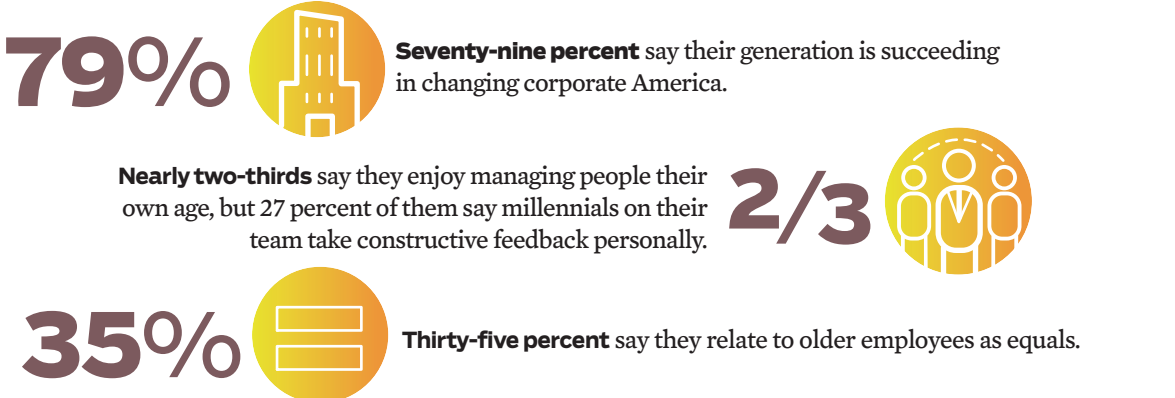 79%
Seventy-nine percent say their generation is succeeding
in changing corporate America.
Nearly two-thirds say they enjoy managing people their
own age, but 27 percent of them say millennials on their
team take constructive feedback personally.
2/3
35%
Thirty-five percent say they relate to older employees as equals.